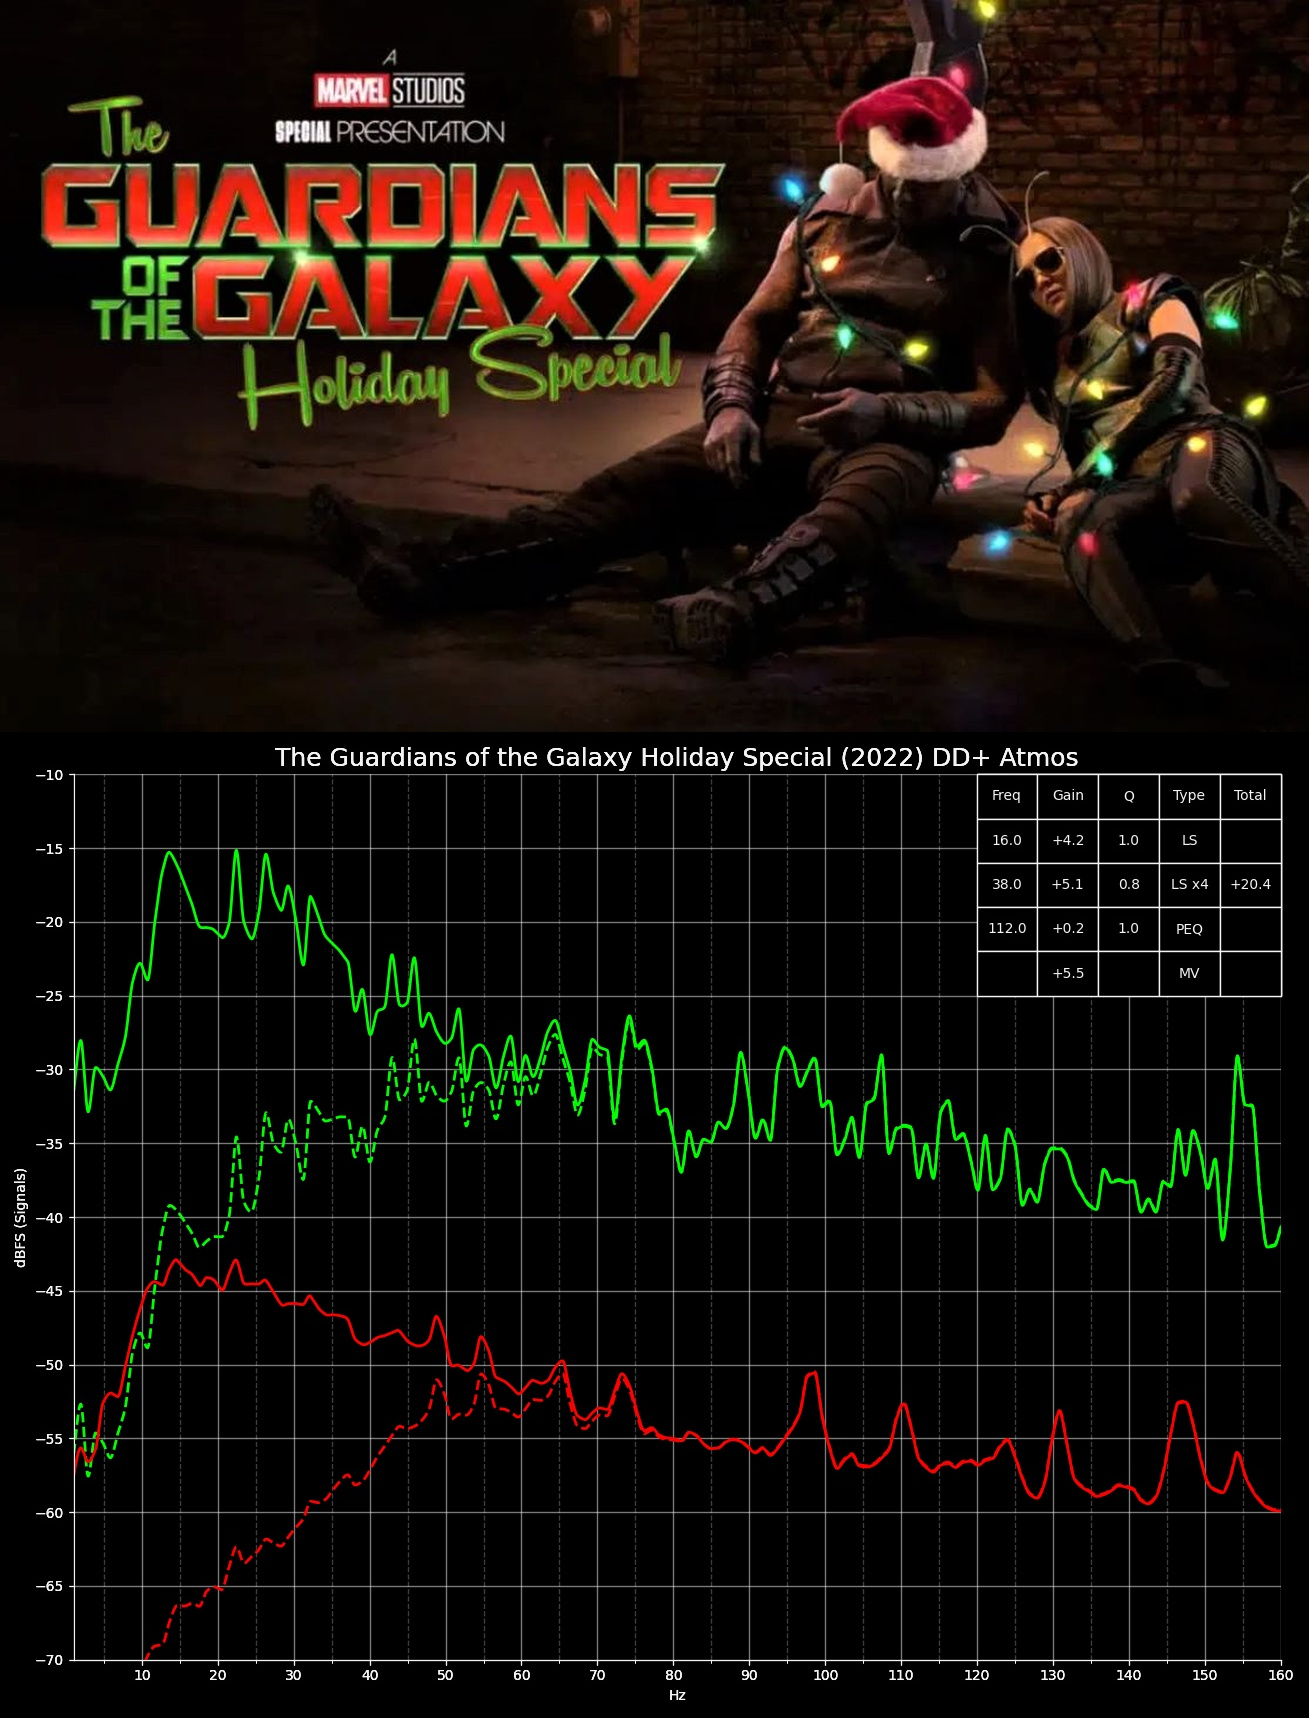 A
MARVEL STUDIOS
SPECIAL PRESENTATION
The
GUARDIANS
OF
THE GALAXY
Holiday Special
The Guardians of the Galaxy Holiday Special (2022) DD+ Atmos
Freq Gain Q Type Total
16.0 +4.2 1.0 LS
38.0 +5.1 0.8 LS x4 +20.4
112.0 +0.2 1.0 PEQ
+5.5 MV
dBFS (Signals)
−10
−15
−20
−25
−30
−35
−40
−45
−50
−55
−60
−65
−70
10 20 30 40 50 60 70 80 90 100 110 120 130 140 150 160
Hz